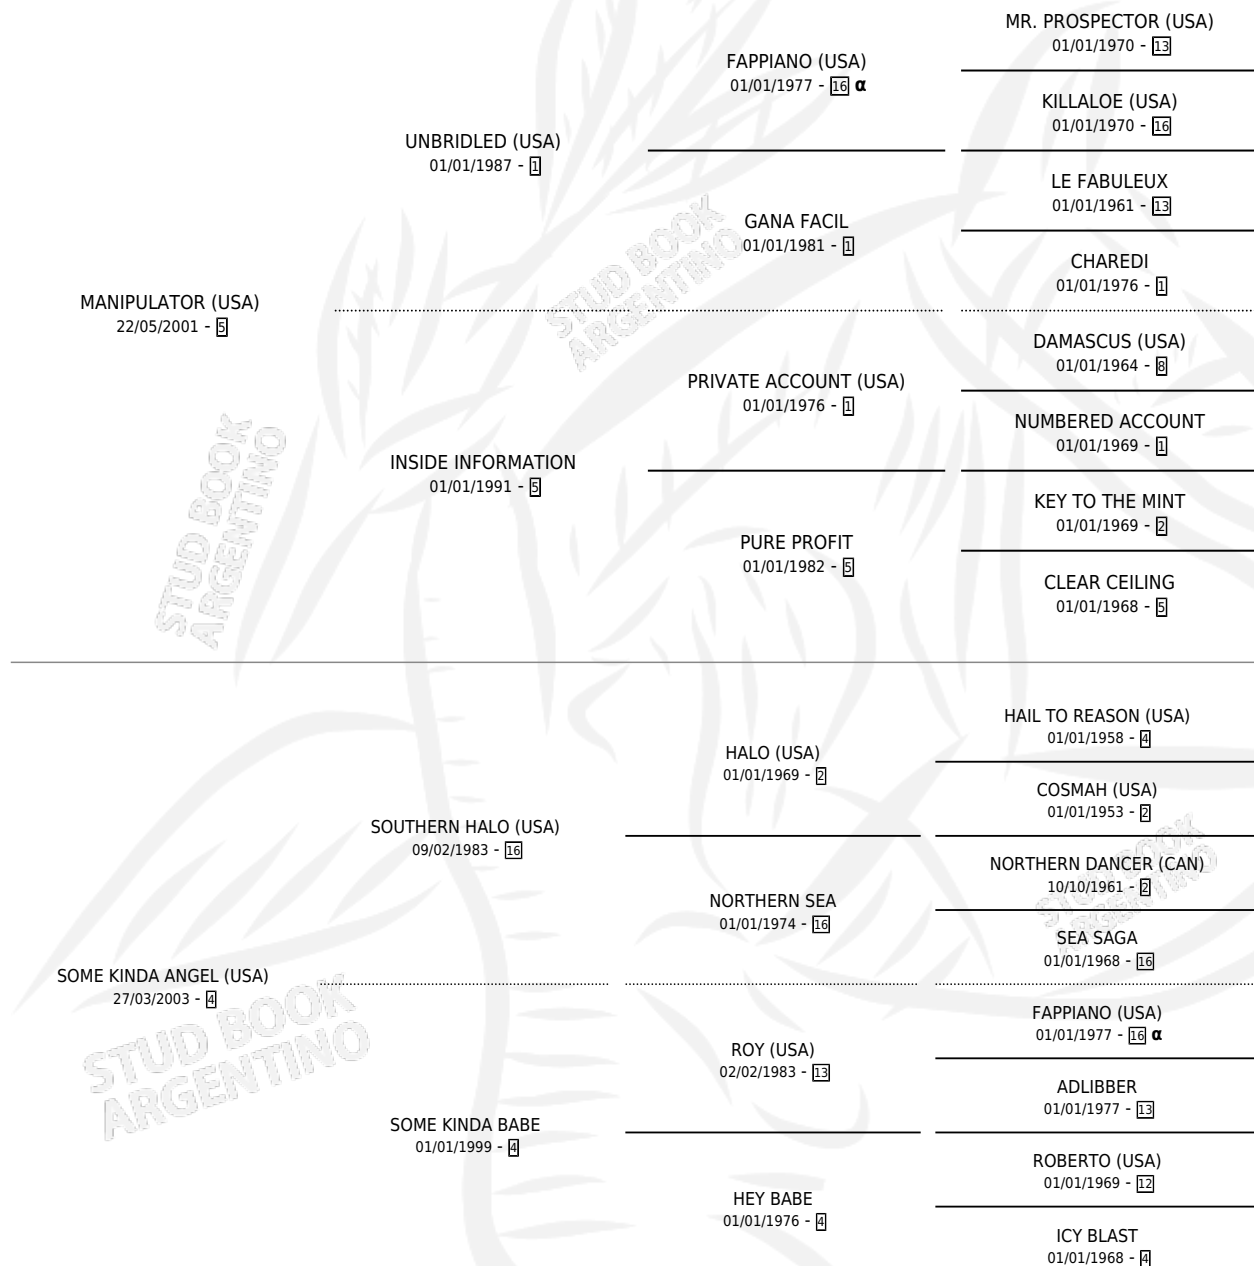 MR. PROSPECTOR (USA)
01/01/1970 - 13
FAPPIANO (USA)
01/01/1977 - 16 α
KILLALOE (USA)
01/01/1970 - 16
UNBRIDLED (USA)
01/01/1987 - 1
LE FABULEUX
01/01/1961 - 13
GANA FACIL
01/01/1981 - 1
CHAREDI
01/01/1976 - 1
MANIPULATOR (USA)
22/05/2001 - 5
DAMASCUS (USA)
01/01/1964 - 8
PRIVATE ACCOUNT (USA)
01/01/1976 - 1
NUMBERED ACCOUNT
01/01/1969 - 1
INSIDE INFORMATION
01/01/1991 - 5
KEY TO THE MINT
01/01/1969 - 2
PURE PROFIT
01/01/1982 - 5
CLEAR CEILING
01/01/1968 - 5
HAIL TO REASON (USA)
01/01/1958 - 4
HALO (USA)
01/01/1969 - 2
COSMAH (USA)
01/01/1953 - 2
SOUTHERN HALO (USA)
09/02/1983 - 16
NORTHERN DANCER (CAN)
10/10/1961 - 2
NORTHERN SEA
01/01/1974 - 16
SEA SAGA
01/01/1968 - 16
SOME KINDA ANGEL (USA)
27/03/2003 - 4
FAPPIANO (USA)
01/01/1977 - 16 α
ROY (USA)
02/02/1983 - 13
ADLIBBER
01/01/1977 - 13
SOME KINDA BABE
01/01/1999 - 4
ROBERTO (USA)
01/01/1969 - 12
HEY BABE
01/01/1976 - 4
ICY BLAST
01/01/1968 - 4
STUD BOOK
ARGENTINO
STUD BOOK
ARGENTINO
STUD BOOK
ARGENTINO
STUD BOOK
ARGENTINO